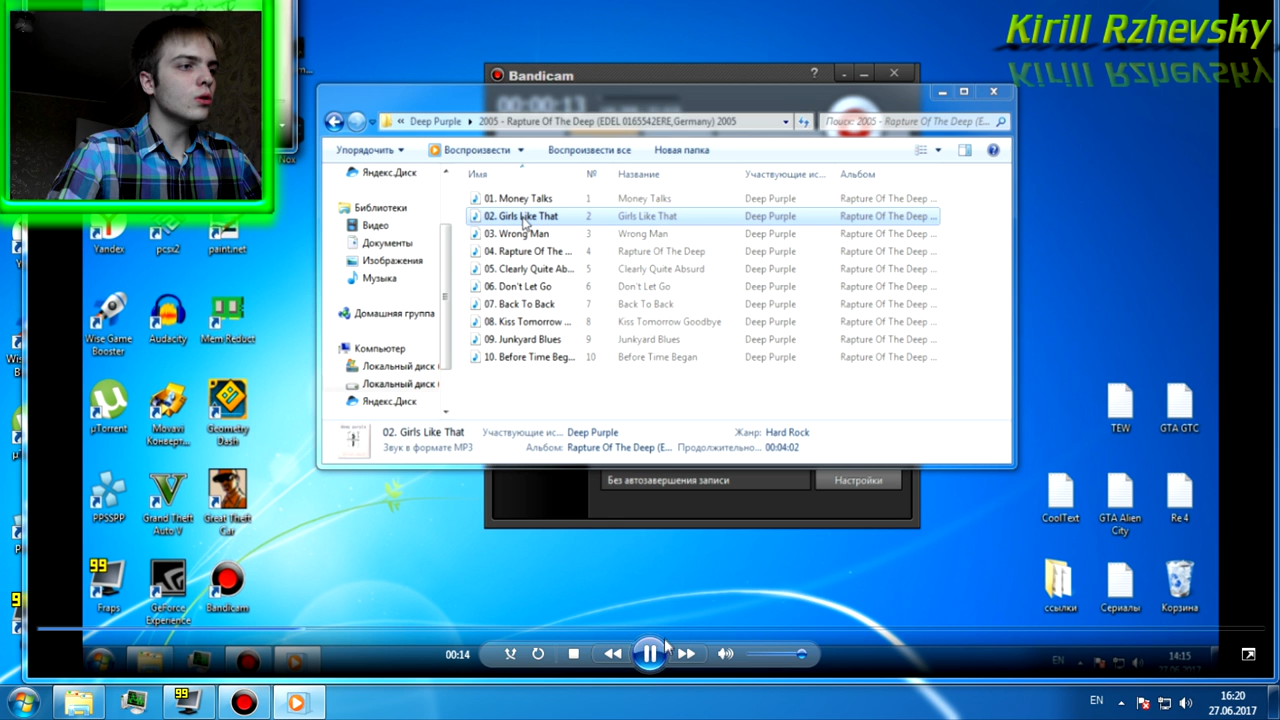 Kirill Rzhevsky
Bandicam
00:00:13
« Deep Purple ▸ 2005 - Rapture Of The Deep (EDEL 0165542ERE,Germany) 2005
Поиск: 2005 - Rapture Of The Deep (E...
Упорядочить
Воспроизвести
Воспроизвести все
Новая папка
Имя № Название Участвующие ис... Альбом
01. Money Talks 1 Money Talks Deep Purple Rapture Of The Deep ...
02. Girls Like That 2 Girls Like That Deep Purple Rapture Of The Deep ...
03. Wrong Man 3 Wrong Man Deep Purple Rapture Of The Deep ...
04. Rapture Of The ... 4 Rapture Of The Deep Deep Purple Rapture Of The Deep ...
05. Clearly Quite Ab... 5 Clearly Quite Absurd Deep Purple Rapture Of The Deep ...
06. Don't Let Go 6 Don't Let Go Deep Purple Rapture Of The Deep ...
07. Back To Back 7 Back To Back Deep Purple Rapture Of The Deep ...
08. Kiss Tomorrow ... 8 Kiss Tomorrow Goodbye Deep Purple Rapture Of The Deep ...
09. Junkyard Blues 9 Junkyard Blues Deep Purple Rapture Of The Deep ...
10. Before Time Beg... 10 Before Time Began Deep Purple Rapture Of The Deep ...
Яндекс.Диск
Библиотеки
Видео
Документы
Изображения
Музыка
Домашняя группа
Компьютер
Локальный диск
Локальный диск
Яндекс.Диск
02. Girls Like That Участвующие ис... Deep Purple Жанр: Hard Rock
Звук в формате MP3 Альбом: Rapture Of The Deep (E... Продолжительно... 00:04:02
Без автозавершения записи
Настройки
Nox
Yandex
pcsx2
paint.net
Wise Game
Booster
Audacity
Mem Reduct
µTorrent
Movavi
Конверт...
Geometry
Dash
PPSSPP
Grand Theft
Auto V
Great Theft
Car
99
Fraps
GeForce
Experience
Bandicam
TEW
GTA GTC
CoolText
GTA Alien
City
Re4
ссылки
Сериалы
Корзина
00:14
EN
14:15
27.06.2017
99
EN
16:20
27.06.2017